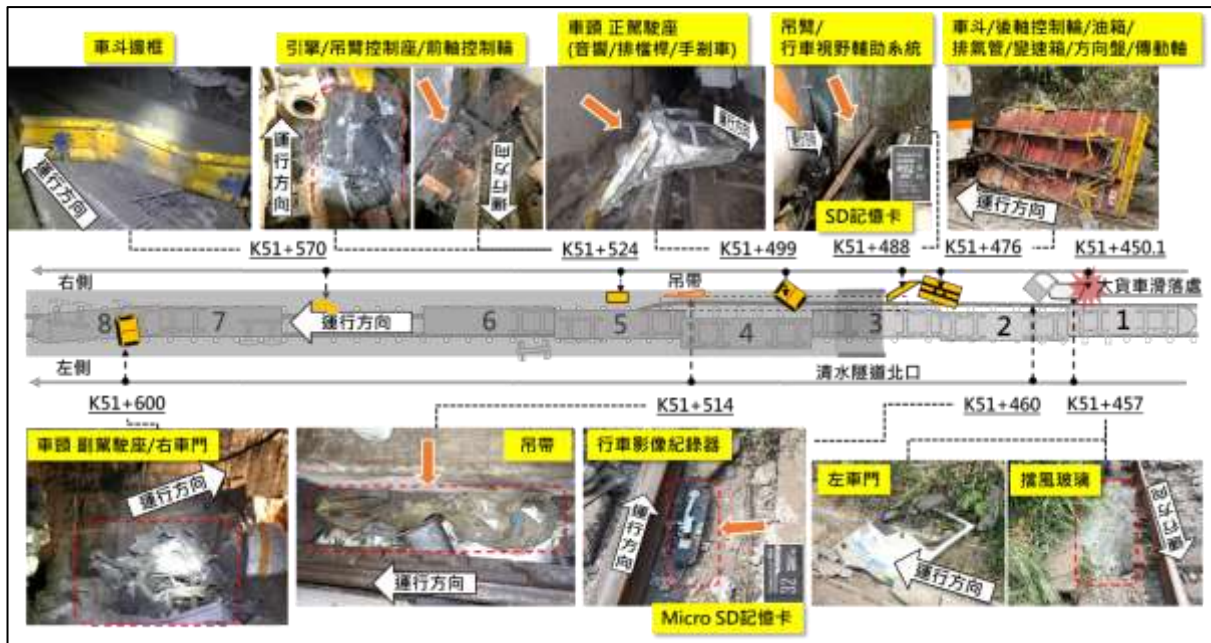 車斗邊框
引擎/吊臂控制座/前軸控制輪
車頭 正駕駛座
(音響/排檔桿/手剎車)
吊臂/
行車視野輔助系統
車斗/後軸控制輪/油箱/
排氣管/變速箱/方向盤/傳動軸
運行方向
運行方向
運行方向
運行方向
運行方向
SD記憶卡
K51+570
K51+524
K51+499
K51+488
K51+476
K51+450.1
右側
吊帶
大貨車滑落處
8
7
運行方向
6
5
4
3
2
1
左側
清水隧道北口
K51+600
K51+514
K51+460
K51+457
車頭 副駕駛座/右車門
吊帶
行車影像紀錄器
左車門
擋風玻璃
運行方向
運行方向
運行方向
運行方向
運行方向
32
Micro SD記憶卡